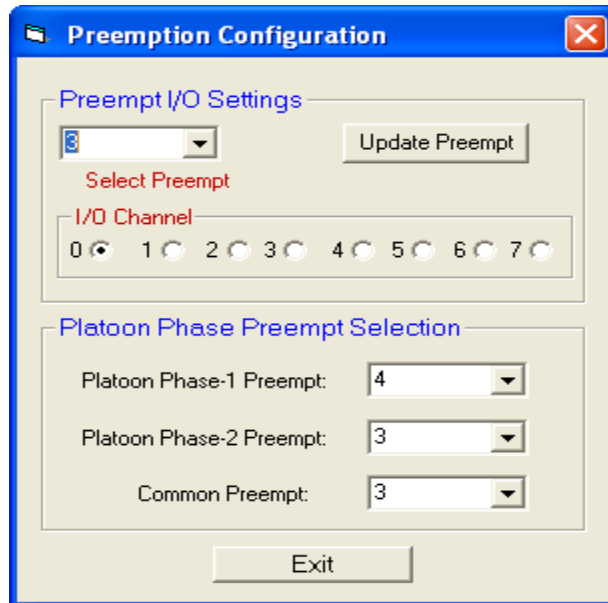 Preemption Configuration
Preempt I/O Settings
3 Update Preempt
Select Preempt
I/O Channel
0 1 2 3 4 5 6 7
Platoon Phase Preempt Selection
Platoon Phase-1 Preempt: 4
Platoon Phase-2 Preempt: 3
Common Preempt: 3
Exit